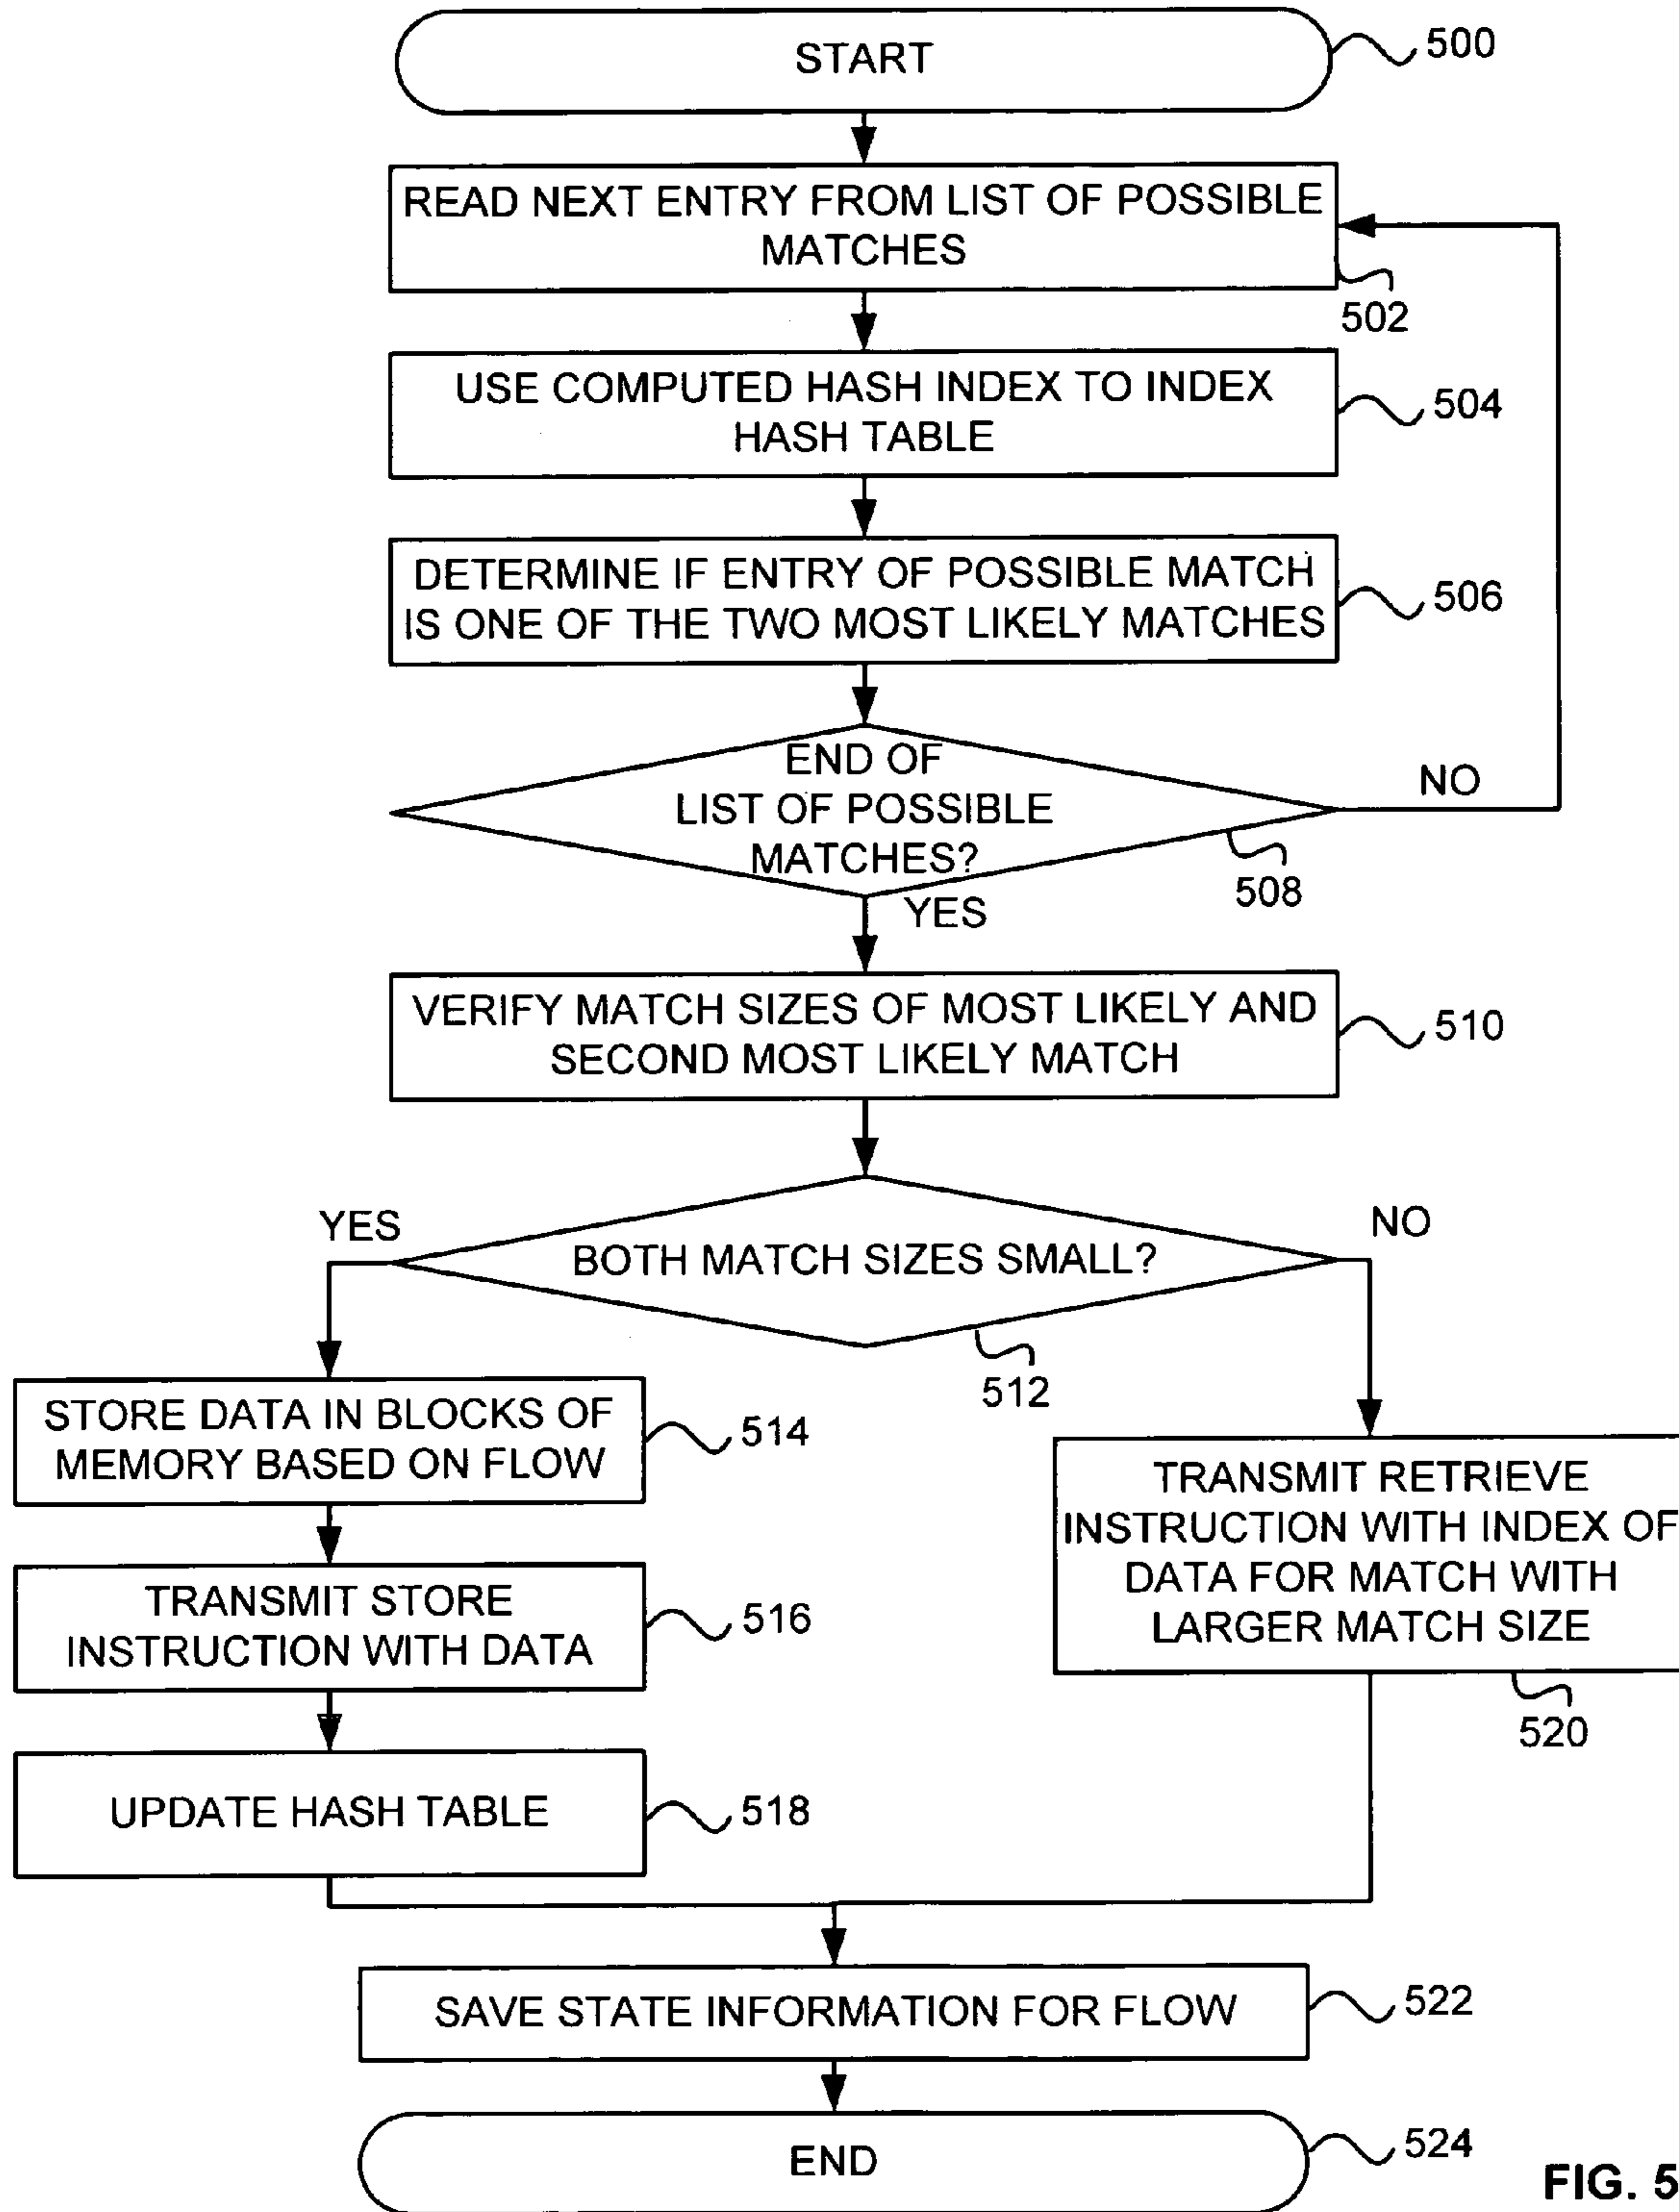 START
500
READ NEXT ENTRY FROM LIST OF POSSIBLE
MATCHES
502
USE COMPUTED HASH INDEX TO INDEX
HASH TABLE
504
DETERMINE IF ENTRY OF POSSIBLE MATCH
IS ONE OF THE TWO MOST LIKELY MATCHES
506
END OF
LIST OF POSSIBLE
MATCHES?
NO
508
YES
VERIFY MATCH SIZES OF MOST LIKELY AND
SECOND MOST LIKELY MATCH
510
YES
BOTH MATCH SIZES SMALL?
NO
512
STORE DATA IN BLOCKS OF
MEMORY BASED ON FLOW
514
TRANSMIT STORE
INSTRUCTION WITH DATA
516
UPDATE HASH TABLE
518
TRANSMIT RETRIEVE
INSTRUCTION WITH INDEX OF
DATA FOR MATCH WITH
LARGER MATCH SIZE
520
SAVE STATE INFORMATION FOR FLOW
522
END
524
FIG. 5